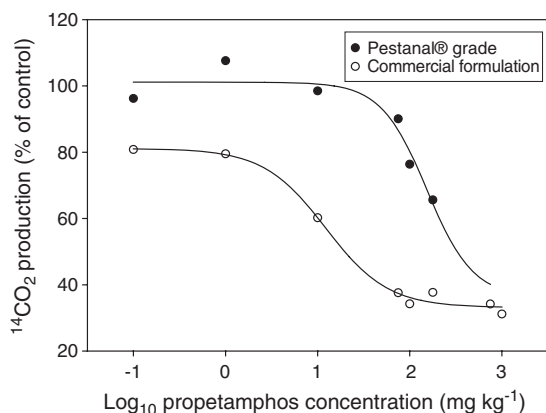 120
100
80
60
40
20
¹⁴CO₂ production (% of control)
● Pestanal® grade
○ Commercial formulation
-1 0 1 2 3
Log₁₀ propetamphos concentration (mg kg⁻¹)